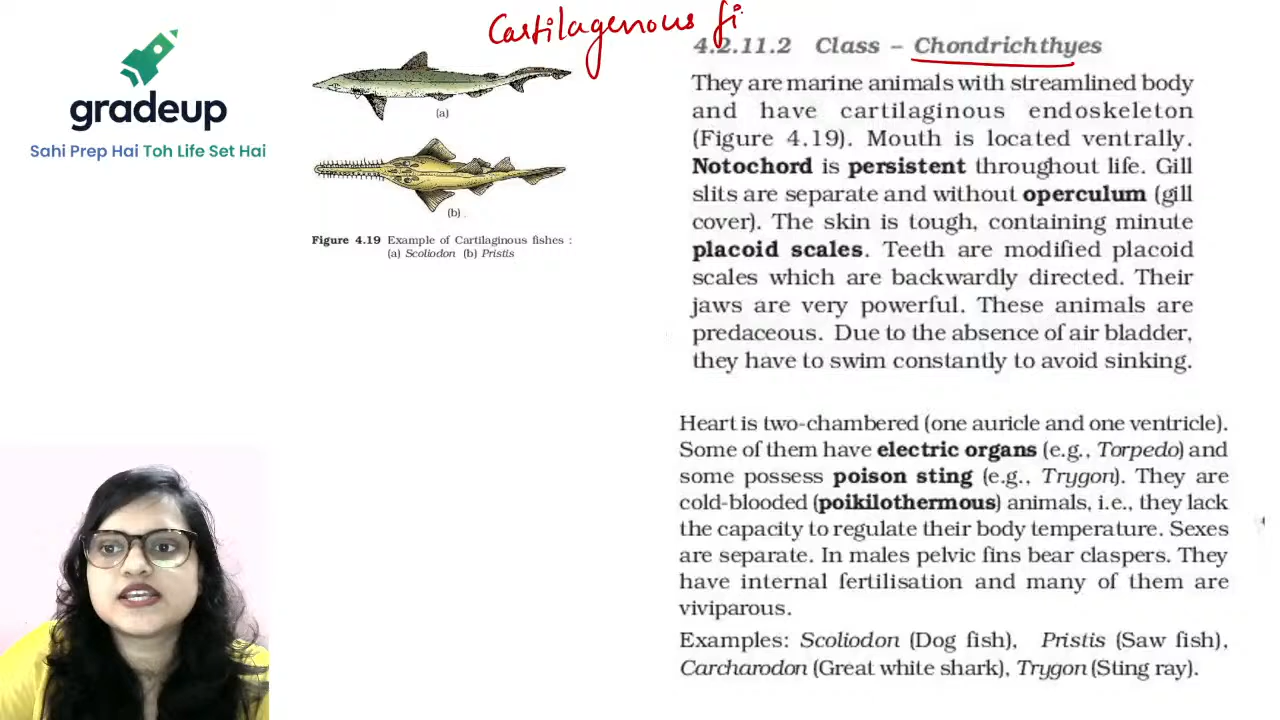 Cartilagenous fi
gradeup
Sahi Prep Hai Toh Life Set Hai
(a)
(b)
Figure 4.19 Example of Cartilaginous fishes :
(a) Scoliodon (b) Pristis
4.2.11.2 Class – Chondrichthyes
They are marine animals with streamlined body
and have cartilaginous endoskeleton
(Figure 4.19). Mouth is located ventrally.
Notochord is persistent throughout life. Gill
slits are separate and without operculum (gill
cover). The skin is tough, containing minute
placoid scales. Teeth are modified placoid
scales which are backwardly directed. Their
jaws are very powerful. These animals are
predaceous. Due to the absence of air bladder,
they have to swim constantly to avoid sinking.
Heart is two-chambered (one auricle and one ventricle).
Some of them have electric organs (e.g., Torpedo) and
some possess poison sting (e.g., Trygon). They are
cold-blooded (poikilothermous) animals, i.e., they lack
the capacity to regulate their body temperature. Sexes
are separate. In males pelvic fins bear claspers. They
have internal fertilisation and many of them are
viviparous.
Examples: Scoliodon (Dog fish), Pristis (Saw fish),
Carcharodon (Great white shark), Trygon (Sting ray).